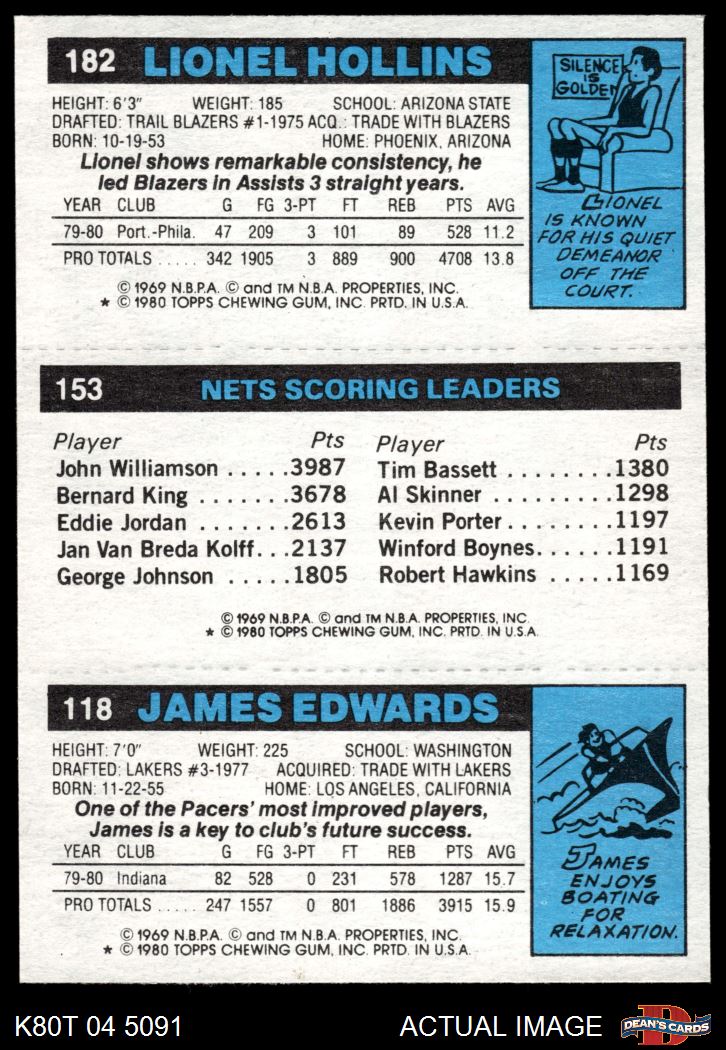 182 LIONEL HOLLINS
HEIGHT: 6'3" WEIGHT: 185 SCHOOL: ARIZONA STATE
DRAFTED: TRAIL BLAZERS #1-1975 ACQ.: TRADE WITH BLAZERS
BORN: 10-19-53 HOME: PHOENIX, ARIZONA
Lionel shows remarkable consistency, he
led Blazers in Assists 3 straight years.
YEAR CLUB G FG 3-PT FT REB PTS AVG
79-80 Port.-Phila. 47 209 3 101 89 528 11.2
PRO TOTALS ..... 342 1905 3 889 900 4708 13.8
© 1969 N.B.P.A. © and TM N.B.A. PROPERTIES, INC.
★ © 1980 TOPPS CHEWING GUM, INC. PRTD. IN U.S.A.
SILENCE
IS
GOLDEN
LIONEL
IS KNOWN
FOR HIS QUIET
DEMEANOR
OFF THE
COURT.
153 NETS SCORING LEADERS
Player Pts Player Pts
John Williamson .....3987 Tim Bassett ........1380
Bernard King .......3678 Al Skinner .........1298
Eddie Jordan .......2613 Kevin Porter........1197
Jan Van Breda Kolff...2137 Winford Boynes......1191
George Johnson .....1805 Robert Hawkins .....1169
© 1969 N.B.P.A. © and TM N.B.A. PROPERTIES, INC.
★ © 1980 TOPPS CHEWING GUM, INC. PRTD. IN U.S.A.
118 JAMES EDWARDS
HEIGHT: 7'0" WEIGHT: 225 SCHOOL: WASHINGTON
DRAFTED: LAKERS #3-1977 ACQUIRED: TRADE WITH LAKERS
BORN: 11-22-55 HOME: LOS ANGELES, CALIFORNIA
One of the Pacers' most improved players,
James is a key to club's future success.
YEAR CLUB G FG 3-PT FT REB PTS AVG
79-80 Indiana 82 528 0 231 578 1287 15.7
PRO TOTALS ..... 247 1557 0 801 1886 3915 15.9
© 1969 N.B.P.A. © and TM N.B.A. PROPERTIES, INC.
★ © 1980 TOPPS CHEWING GUM, INC. PRTD. IN U.S.A.
JAMES
ENJOYS
BOATING
FOR
RELAXATION.
K80T 04 5091 ACTUAL IMAGE
D
DEAN'S CARDS